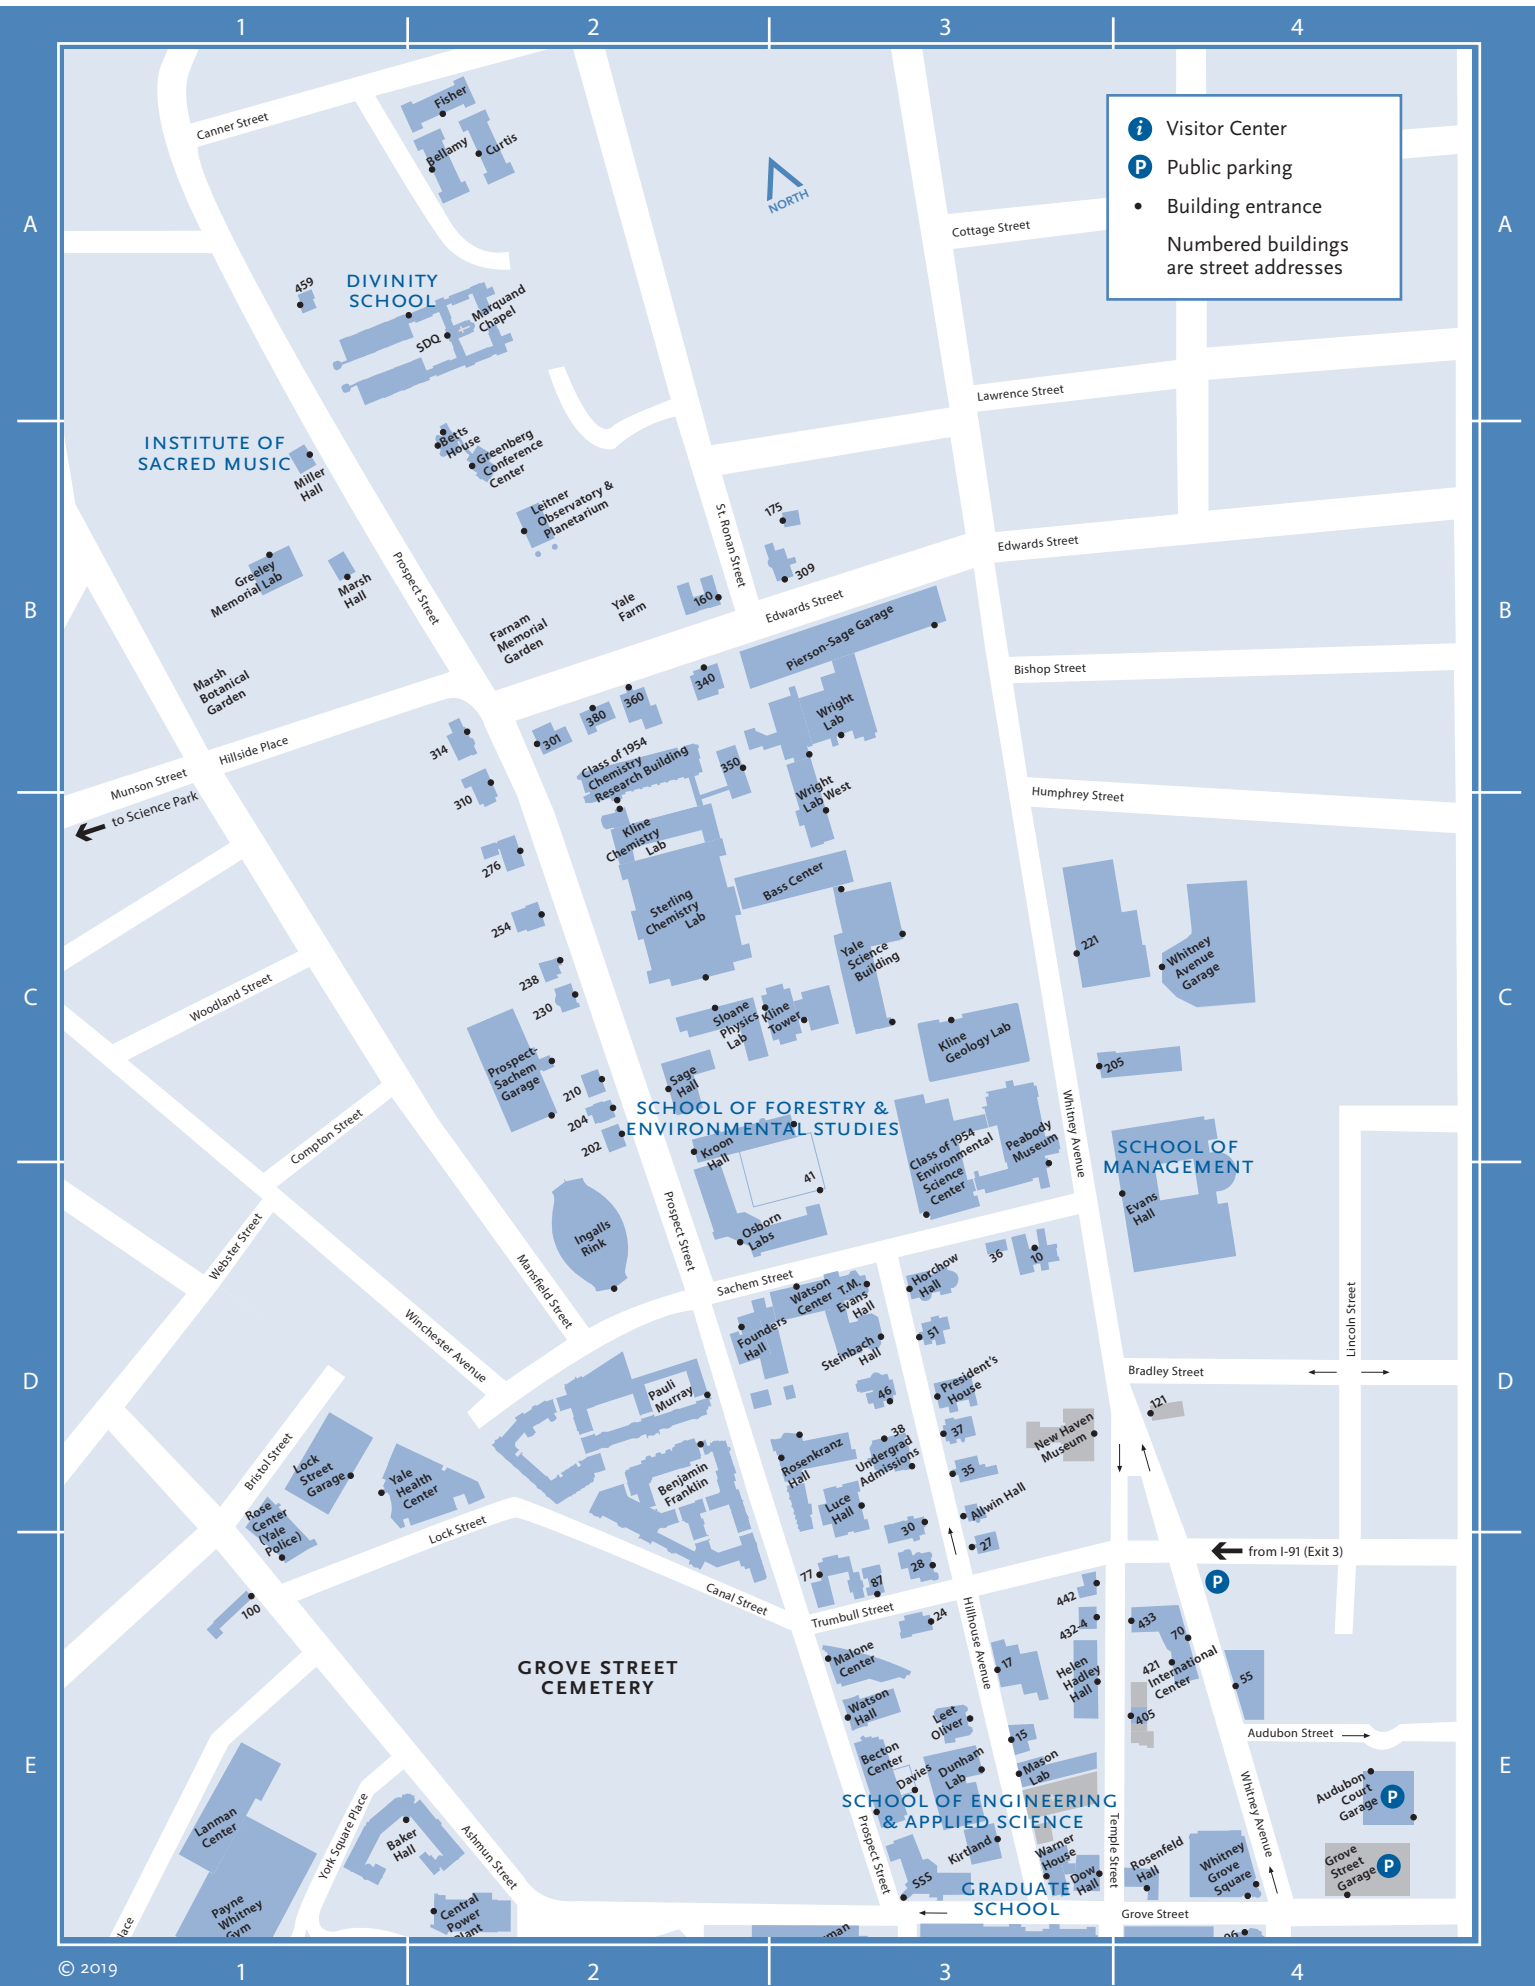 1
2
3
4
A
A
Visitor Center
P
Public parking
Building entrance
Numbered buildings
are street addresses
i
NORTH
Canner Street
Fisher
Bellamy
Curtis
Cottage Street
459
DIVINITY
SCHOOL
Marquand
Chapel
SDQ
Lawrence Street
INSTITUTE OF
SACRED MUSIC
Miller
Hall
Betts
House
Greenberg
Conference
Center
Leitner
Observatory &
Planetarium
175
St. Ronan Street
309
Edwards Street
Prospect Street
Greeley
Memorial Lab
Marsh
Hall
B
B
Yale
Farm
160
Edwards Street
Farnam
Memorial
Garden
Pierson-Sage Garage
Bishop Street
Marsh
Botanical
Garden
340
360
380
301
Wright
Lab
314
Hillside Place
Munson Street
to Science Park
Class of 1954
Chemistry
Research Building
350
Wright
Lab West
310
Humphrey Street
Kline
Chemistry
Lab
276
Bass Center
Sterling
Chemistry
Lab
254
221
Whitney
Avenue
Garage
Yale
Science
Building
238
230
C
C
Woodland Street
Sloane
Physics
Lab
Kline
Tower
Kline
Geology Lab
205
Prospect-
Sachem
Garage
Sage
Hall
210
204
202
SCHOOL OF FORESTRY &
ENVIRONMENTAL STUDIES
Whitney Avenue
Compton Street
Kroon
Hall
41
Class of 1954
Environmental
Science
Center
Peabody
Museum
SCHOOL OF
MANAGEMENT
Evans
Hall
Osborn
Labs
Ingalls
Rink
Prospect Street
Webster Street
Mansfield Street
Sachem Street
Horchow
Hall
36
10
Watson
Center
T.M.
Evans
Hall
Founders
Hall
Steinbach
Hall
51
Winchester Avenue
Lincoln Street
Bradley Street
D
D
Pauli
Murray
46
President's
House
121
37
38
New Haven
Museum
Undergrad
Admissions
Rosenkranz
Hall
35
Bristol Street
Lock
Street
Garage
Yale
Health
Center
Benjamin
Franklin
Luce
Hall
Allwin Hall
Rose
Center
(Yale
Police)
Lock Street
30
27
from I-91 (Exit 3)
P
28
77
87
100
Canal Street
Trumbull Street
24
442
432-4
433
70
Hillhouse Avenue
GROVE STREET
CEMETERY
Malone
Center
17
Helen
Hadley
Hall
421
International
Center
55
Watson
Hall
Leet
Oliver
405
15
Audubon Street
Becton
Center
Davies
Dunham
Lab
Mason
Lab
E
E
Audubon
Court
Garage
P
Whitney Avenue
SCHOOL OF ENGINEERING
& APPLIED SCIENCE
Lanman
Center
York Square Place
Baker
Hall
Ashmun Street
Prospect Street
Kirtland
Warner
House
Temple Street
Rosenfeld
Hall
Whitney
Grove
Square
Grove
Street
Garage
P
SSS
Dow
Hall
GRADUATE
SCHOOL
Payne
Whitney
Gym
Central
Power
Plant
Grove Street
lace
man
96
© 2019
1
2
3
4